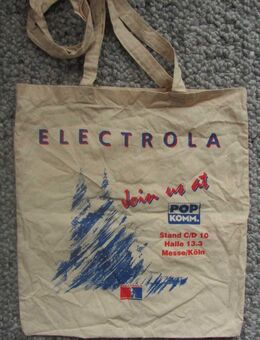 ELECTROLA
Join us at
POP
KOMM.
Stand C/D 10
Halle 13.3
Messe/Köln